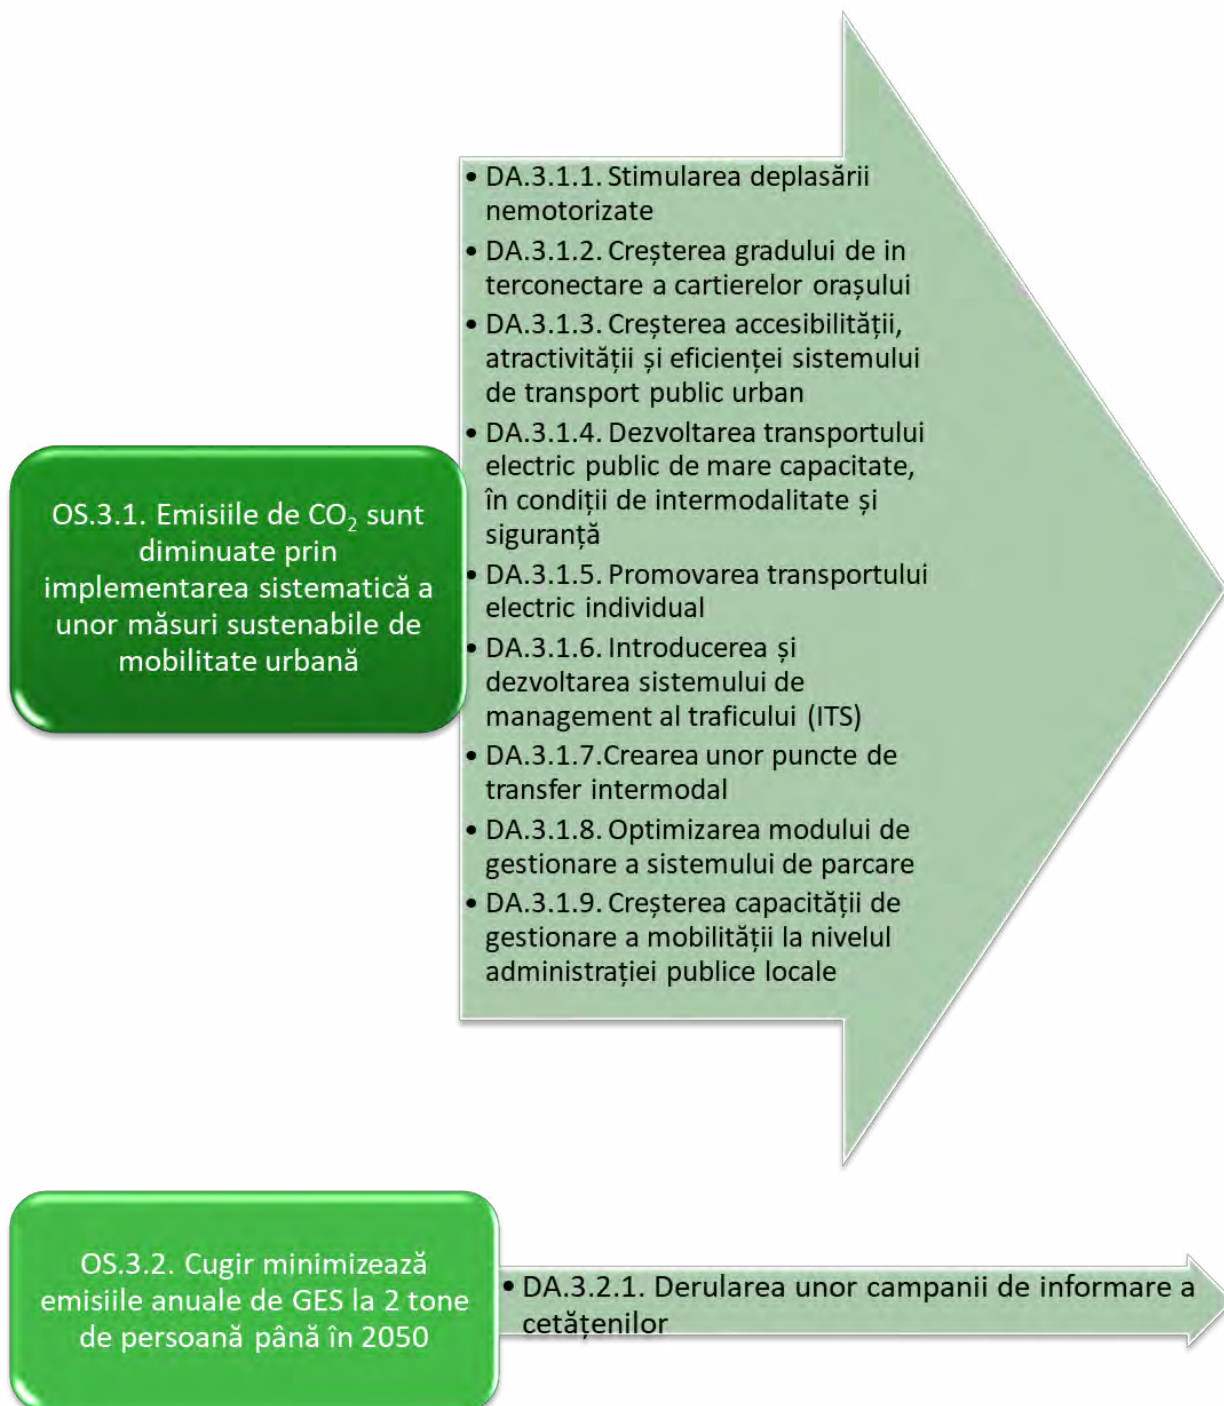 OS.3.1. Emisiile de CO₂ sunt
diminuate prin
implementarea sistematică a
unor măsuri sustenabile de
mobilitate urbană
• DA.3.1.1. Stimularea deplasării
nemotorizate
• DA.3.1.2. Creșterea gradului de in
terconectare a cartierelor orașului
• DA.3.1.3. Creșterea accesibilității,
atractivității și eficienței sistemului
de transport public urban
• DA.3.1.4. Dezvoltarea transportului
electric public de mare capacitate,
în condiții de intermodalitate și
siguranță
• DA.3.1.5. Promovarea transportului
electric individual
• DA.3.1.6. Introducerea și
dezvoltarea sistemului de
management al traficului (ITS)
• DA.3.1.7.Crearea unor puncte de
transfer intermodal
• DA.3.1.8. Optimizarea modului de
gestionare a sistemului de parcare
• DA.3.1.9. Creșterea capacității de
gestionare a mobilității la nivelul
administrației publice locale
OS.3.2. Cugir minimizează
emisiile anuale de GES la 2 tone
de persoană până în 2050
• DA.3.2.1. Derularea unor campanii de informare a
cetățenilor